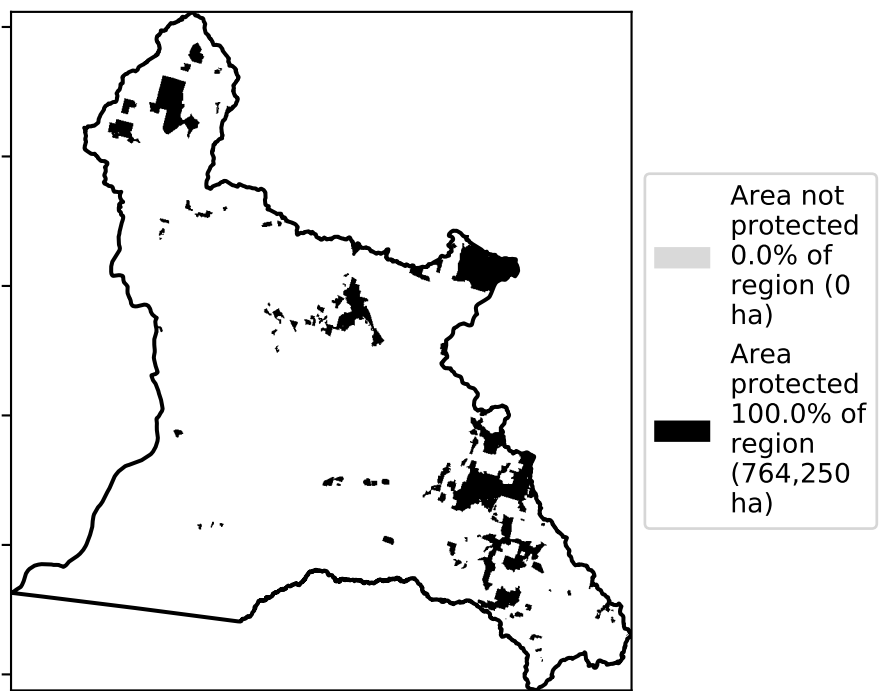 Area not
protected
0.0% of
region (0
ha)
Area
protected
100.0% of
region
(764,250
ha)